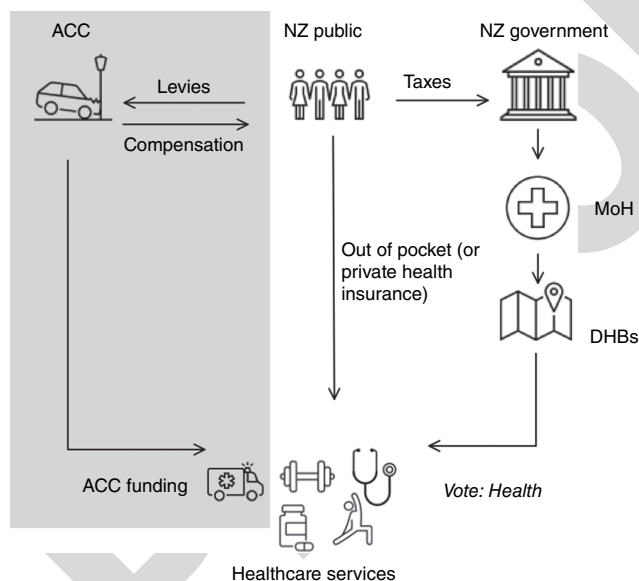 ACC
NZ public
NZ government
Levies
Taxes
Compensation
MoH
Out of pocket (or
private health
insurance)
DHBs
ACC funding
Vote: Health
Healthcare services